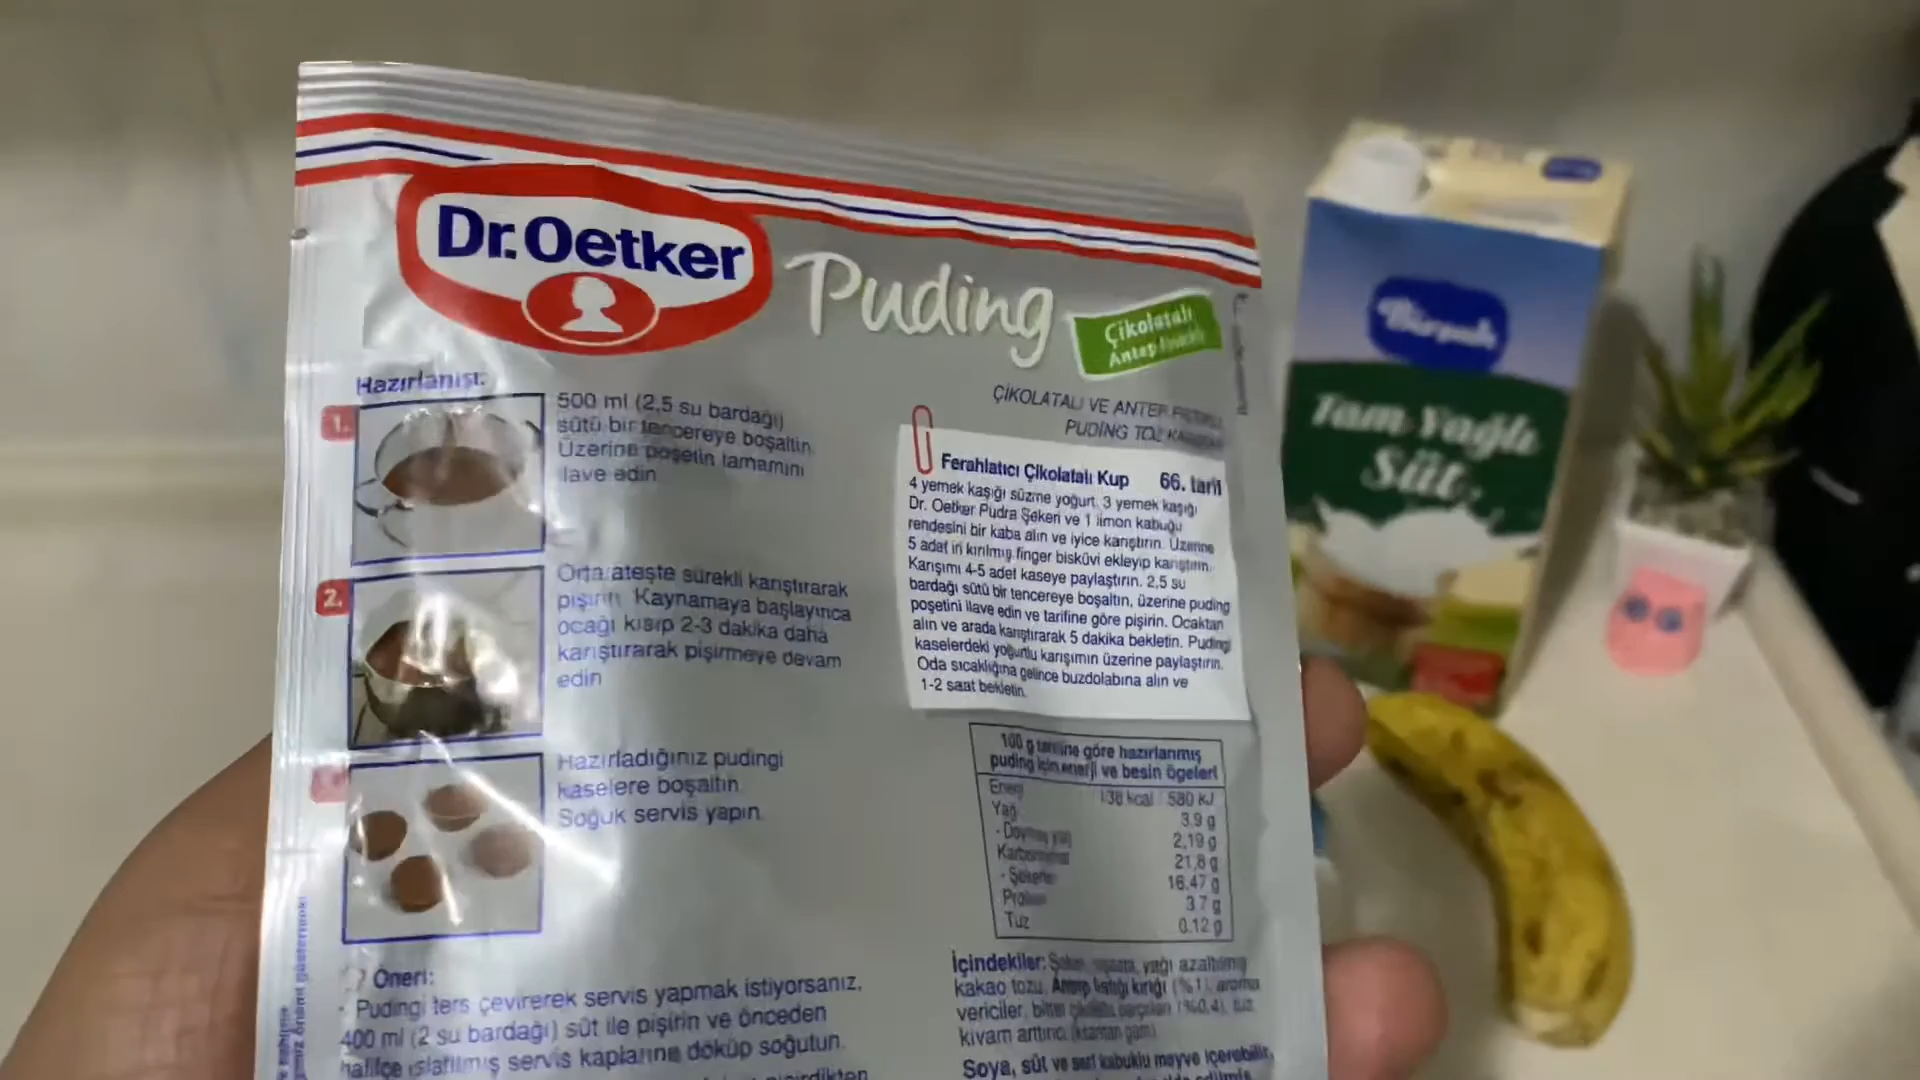 Dr. Oetker
Puding
Çikolatalı
Antep
Hazırlanışı:
1.
500 ml (2,5 su bardağı)
sütü bir tencereye boşaltın
Üzerine poşetin tamamını
ilave edin
2.
Orta ateşte sürekli karıştırarak
pişirin Kaynamaya başlayınca
ocağı kısıp 2-3 dakika daha
karıştırarak pişirmeye devam
edin
Hazırladığınız pudingi
kaselere boşaltın
Soğuk servis yapın.
Öneri:
- Pudingi ters çevirerek servis yapmak istiyorsanız,
400 ml (2 su bardağı) süt ile pişirin ve önceden
hafifçe ıslatılmış servis kaplarına döküp soğutun.
ÇİKOLATALI VE ANTEP
PUDİNG TOZ
Ferahlatıcı Çikolatalı Kup 66. tarif
4 yemek kaşığı süzme yoğurt, 3 yemek kaşığı
Dr. Oetker Pudra Şekeri ve 1 limon kabuğu
rendesini bir kaba alın ve iyice karıştırın. Üzerine
5 adet iri kırılmış finger bisküvi ekleyip karıştırın.
Karışımı 4-5 adet kaseye paylaştırın. 2,5 su
bardağı sütü bir tencereye boşaltın, üzerine puding
poşetini ilave edin ve tarifine göre pişirin. Ocaktan
alın ve arada karıştırarak 5 dakika bekletin. Pudingi
kaselerdeki yoğurtlu karışımın üzerine paylaştırın.
Oda sıcaklığına gelince buzdolabına alın ve
1-2 saat bekletin.
100 g tarifine göre hazırlanmış
puding için enerji ve besin ögeleri
Enerji 138 kcal 580 kJ
Yağ 3,9 g
- Doymuş yağ 2,19 g
Karbonhidrat 21,8 g
- Şekerler 16.47 g
Protein 3.7 g
Tuz 0.12 g
İçindekiler: Şeker, nişasta, yağı azaltılmış
kakao tozu, Antep fıstığı kırığı (%1), aroma
vericiler, bitter çikolata parçaları (%0,4), tuz,
kıvam artırıcı (ksantan gam)
Soya, süt ve sert kabuklu meyve içerebilir.
Birşah
Tam Yağlı
Süt